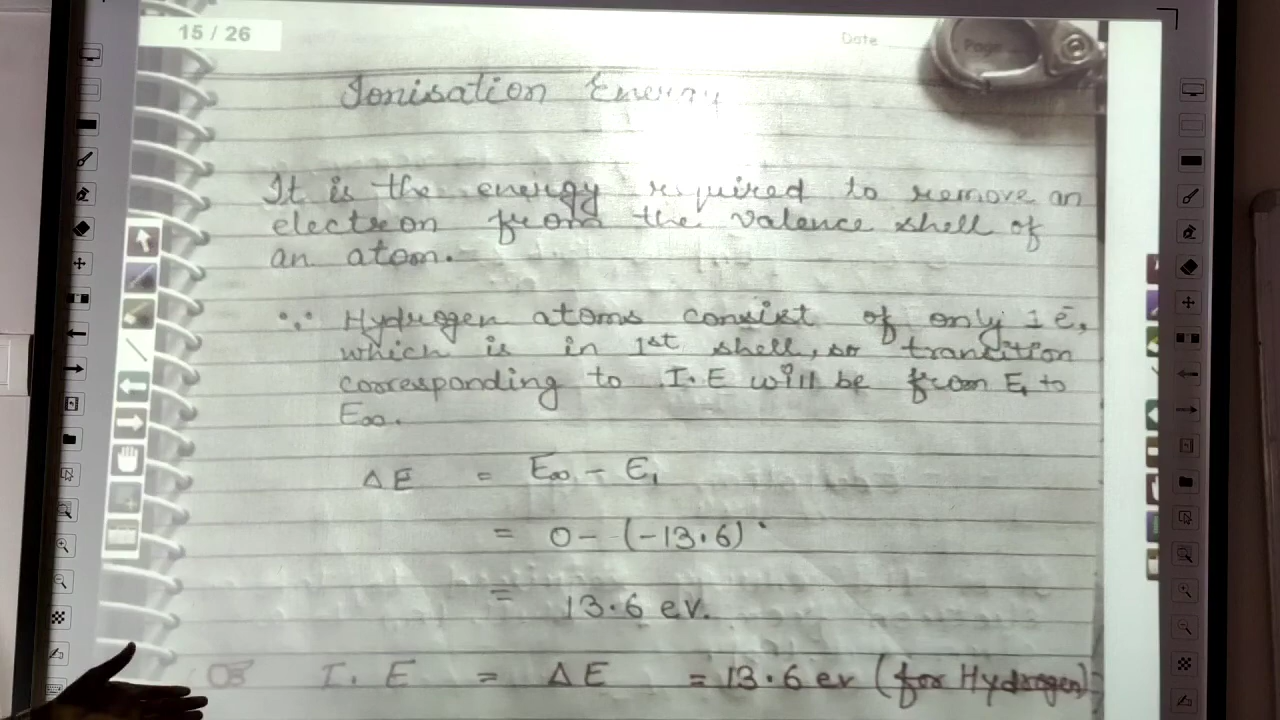 15 / 26
Date
Page
Ionisation Energy
It is the energy required to remove an
electron from the valence shell of
an atom.
∵ Hydrogen atoms consist of only 1 e⁻,
which is in 1st shell, so transition
corresponding to I.E will be from E₁ to
E∞.
ΔE = E∞ - E₁
= 0 - (-13.6)
= 13.6 ev.
or I.E = ΔE = 13.6 ev (for Hydrogen)